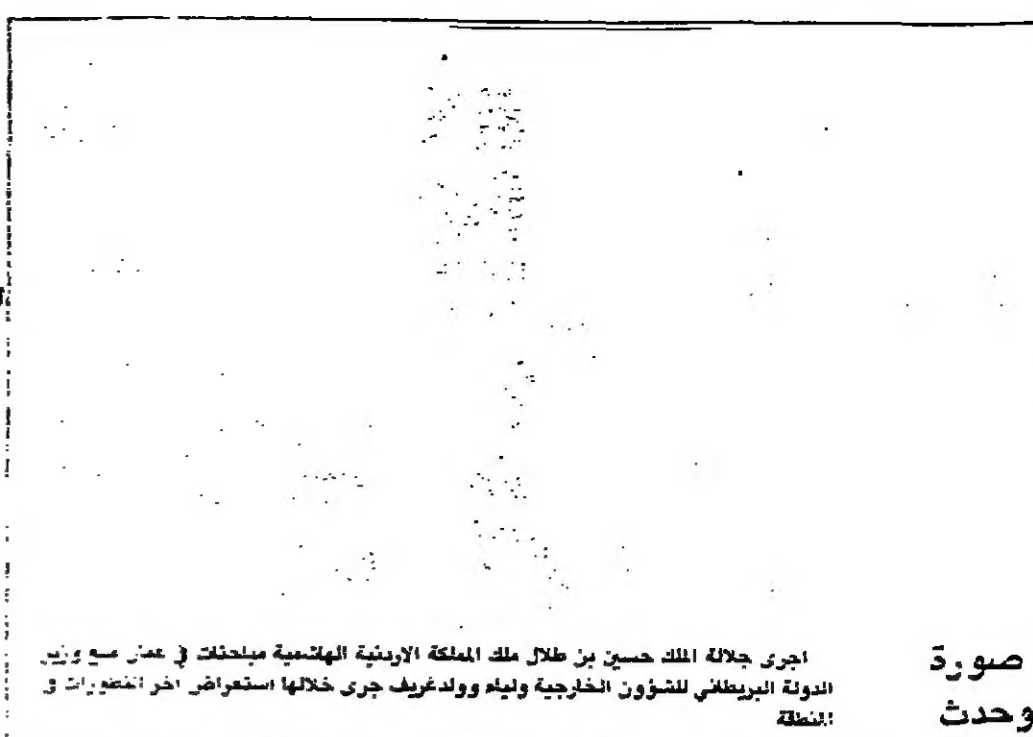 صورة
وحدث
اجرى جلالة الملك حسين بن طلال ملك المملكة الاردنية الهاشمية مباحثات في عمان مع وزير
الدولة البريطاني للشؤون الخارجية وليام وولدغريف جرى خلالها استعراض اخر التطورات في
المنطقة